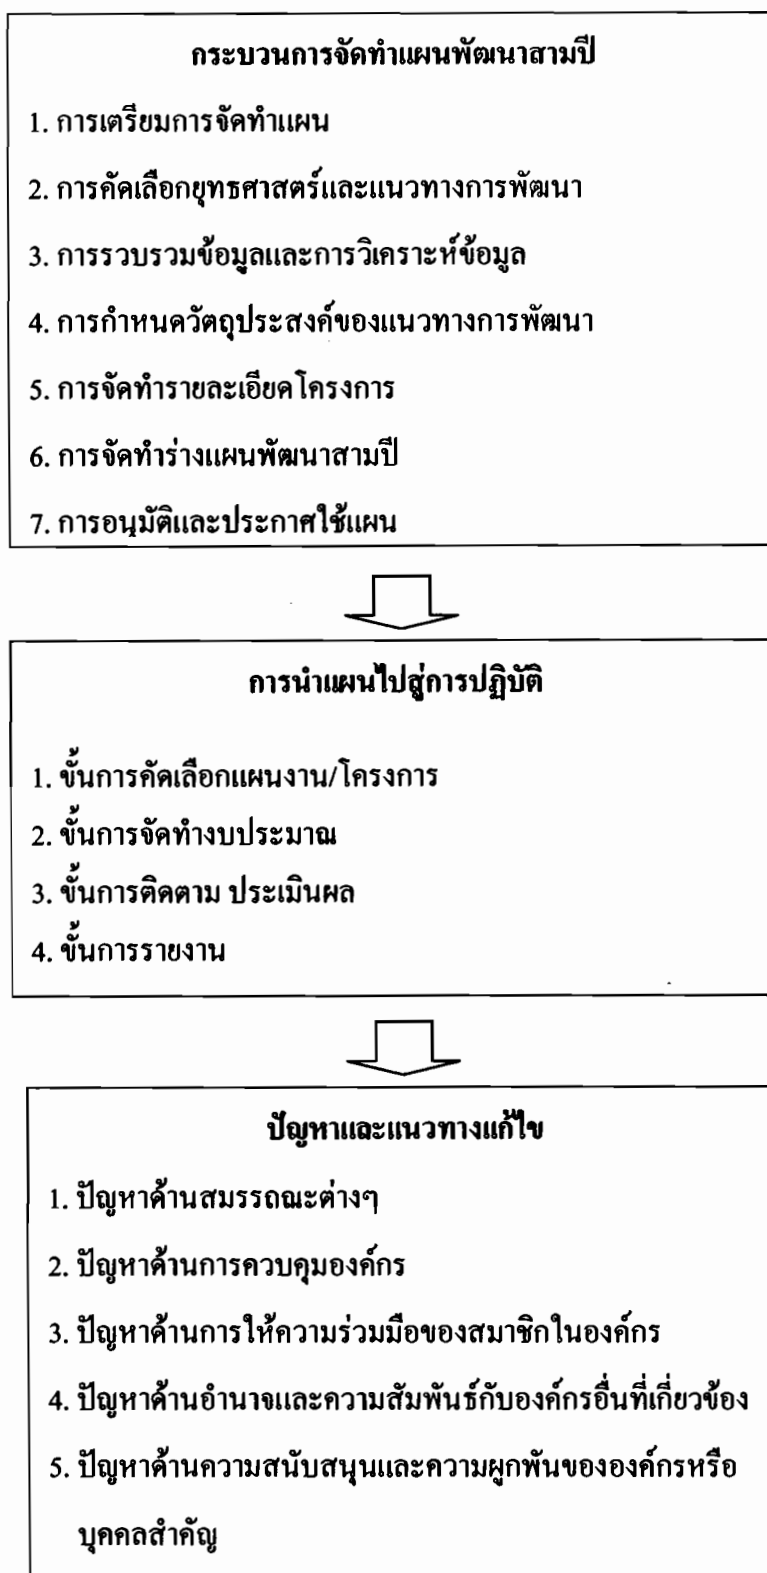 กระบวนการจัดทำแผนพัฒนาสามปี
1. การเตรียมการจัดทำแผน
2. การคัดเลือกยุทธศาสตร์และแนวทางการพัฒนา
3. การรวบรวมข้อมูลและการวิเคราะห์ข้อมูล
4. การกำหนดวัตถุประสงค์ของแนวทางการพัฒนา
5. การจัดทำรายละเอียดโครงการ
6. การจัดทำร่างแผนพัฒนาสามปี
7. การอนุมัติและประกาศใช้แผน
การนำแผนไปสู่การปฏิบัติ
1. ขั้นการคัดเลือกแผนงาน/โครงการ
2. ขั้นการจัดทำงบประมาณ
3. ขั้นการติดตาม ประเมินผล
4. ขั้นการรายงาน
ปัญหาและแนวทางแก้ไข
1. ปัญหาด้านสมรรถณะต่างๆ
2. ปัญหาด้านการควบคุมองค์กร
3. ปัญหาด้านการให้ความร่วมมือของสมาชิกในองค์กร
4. ปัญหาด้านอำนาจและความสัมพันธ์กับองค์กรอื่นที่เกี่ยวข้อง
5. ปัญหาด้านความสนับสนุนและความผูกพันขององค์กรหรือ
บุคคลสำคัญ